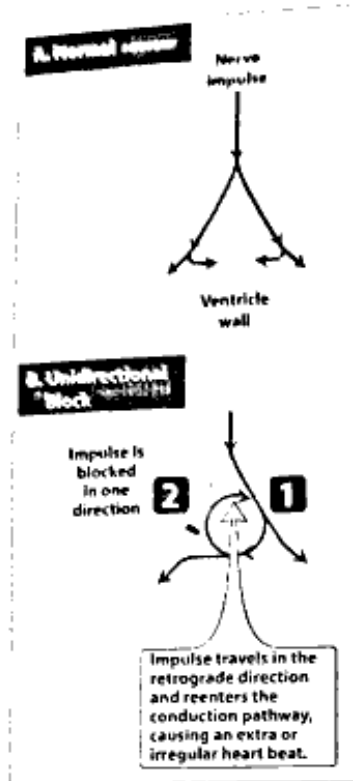 A. Normal
Nerve
impulse
Ventricle
wall
B. Unidirectional
Block
Impulse is
blocked
in one
direction
2
1
Impulse travels in the
retrograde direction
and reenters the
conduction pathway,
causing an extra or
irregular heart beat.